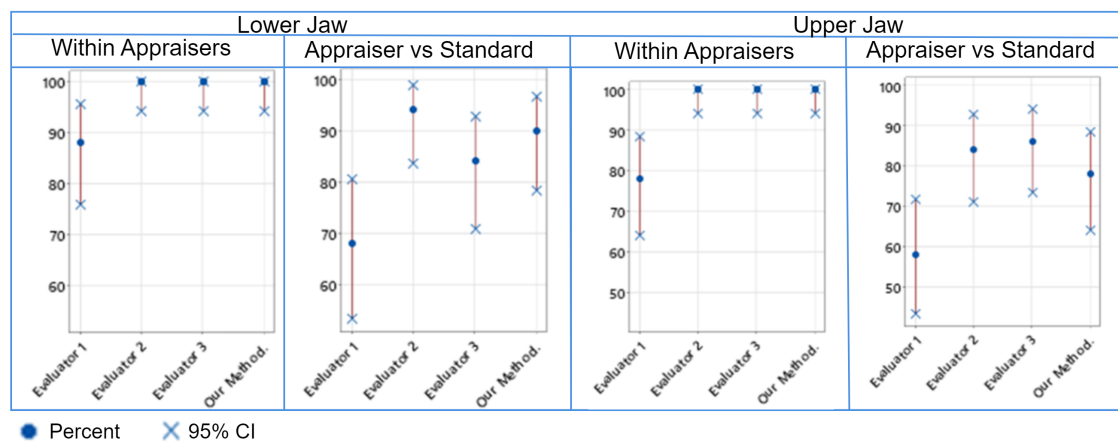 Lower Jaw
Upper Jaw
Within Appraisers
Appraiser vs Standard
Within Appraisers
Appraiser vs Standard
100
90
80
70
60
Evaluator 1
Evaluator 2
Evaluator 3
Our Method.
100
90
80
70
60
Evaluator 1
Evaluator 2
Evaluator 3
Our Method.
100
90
80
70
60
50
Evaluator 1
Evaluator 2
Evaluator 3
Our Method.
100
90
80
70
60
50
Evaluator 1
Evaluator 2
Evaluator 3
Our Method.
Percent
95% CI